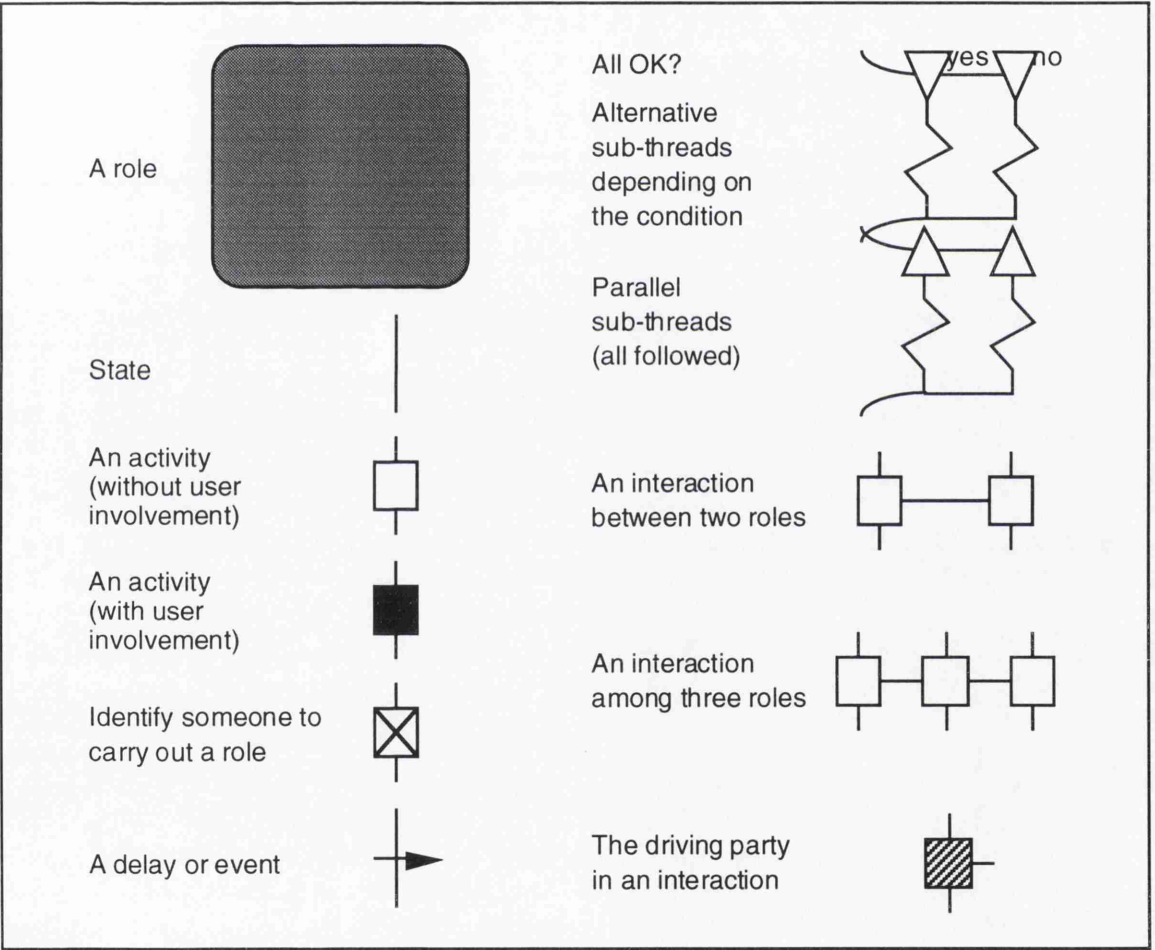 A role
State
An activity
(without user
involvement)
An activity
(with user
involvement)
Identify someone to
carry out a role
A delay or event
All OK?
yes no
Alternative
sub-threads
depending on
the condition
Parallel
sub-threads
(all followed)
An interaction
between two roles
An interaction
among three roles
The driving party
in an interaction